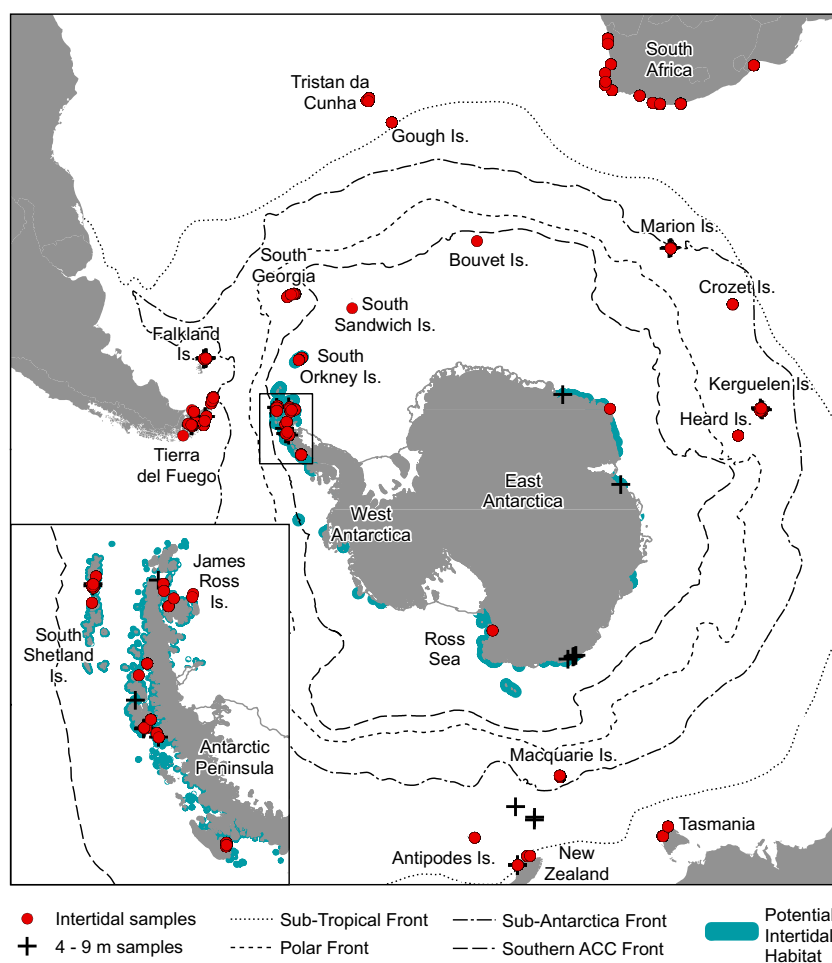 South
Africa
Tristan da
Cunha
Gough Is.
Marion Is.
Bouvet Is.
South
Georgia
Crozet Is.
South
Sandwich Is.
Falkland
Is.
South
Orkney Is.
Kerguelen Is.
Heard Is.
Tierra
del Fuego
East
Antarctica
West
Antarctica
James
Ross
Is.
South
Shetland
Is.
Ross
Sea
Antarctic
Peninsula
Macquarie Is.
Tasmania
Antipodes Is.
New
Zealand
Intertidal samples
4 - 9 m samples
Sub-Tropical Front
Polar Front
Sub-Antarctica Front
Southern ACC Front
Potential
Intertidal
Habitat